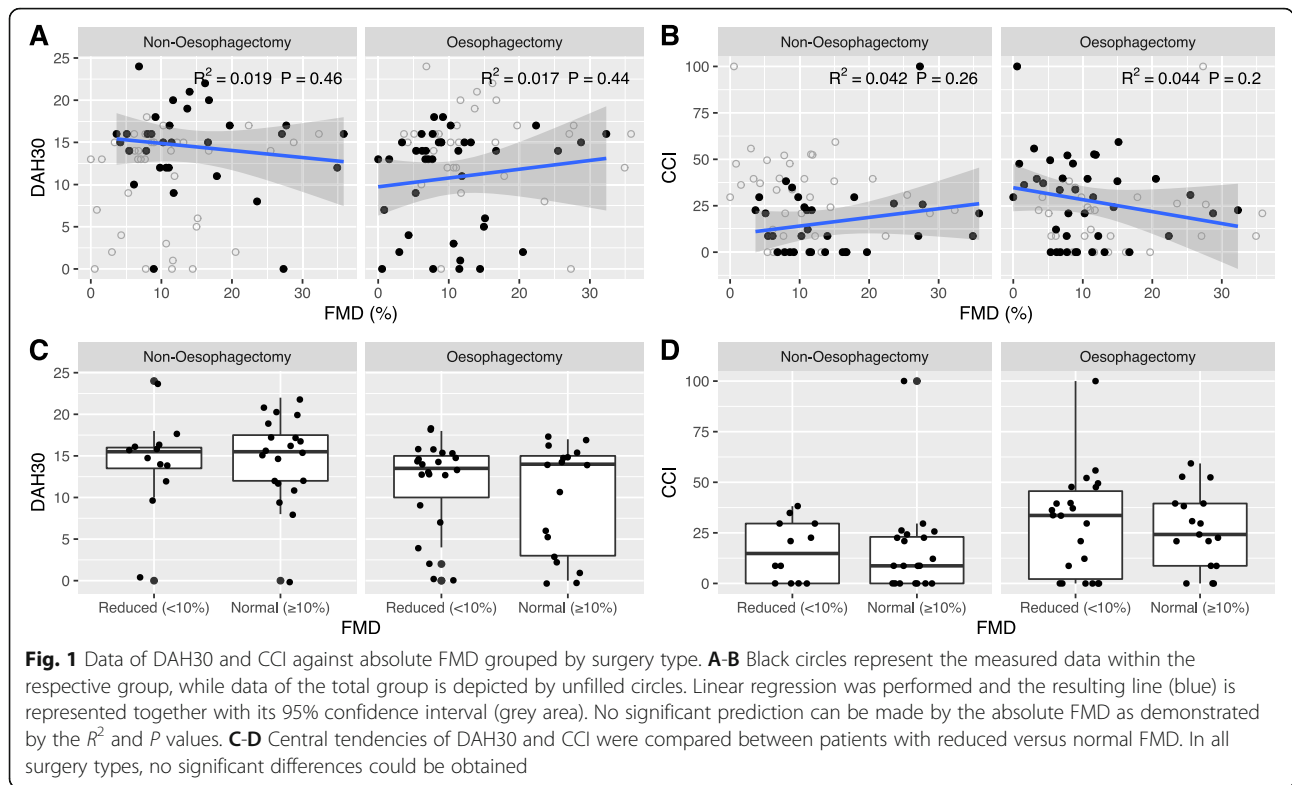 A
Non-Oesophagectomy
Oesophagectomy
R² = 0.019 P = 0.46
R² = 0.017 P = 0.44
DAH30
25
20
15
10
5
0
0 10 20 30
0 10 20 30
FMD (%)
B
Non-Oesophagectomy
Oesophagectomy
R² = 0.042 P = 0.26
R² = 0.044 P = 0.2
CCI
100
75
50
25
0
0 10 20 30
0 10 20 30
FMD (%)
C
Non-Oesophagectomy
Oesophagectomy
DAH30
25
20
15
10
5
0
Reduced (<10%) Normal (≥10%)
Reduced (<10%) Normal (≥10%)
FMD
D
Non-Oesophagectomy
Oesophagectomy
CCI
100
75
50
25
0
Reduced (<10%) Normal (≥10%)
Reduced (<10%) Normal (≥10%)
FMD
Fig. 1 Data of DAH30 and CCI against absolute FMD grouped by surgery type. A-B Black circles represent the measured data within the
respective group, while data of the total group is depicted by unfilled circles. Linear regression was performed and the resulting line (blue) is
represented together with its 95% confidence interval (grey area). No significant prediction can be made by the absolute FMD as demonstrated
by the R² and P values. C-D Central tendencies of DAH30 and CCI were compared between patients with reduced versus normal FMD. In all
surgery types, no significant differences could be obtained